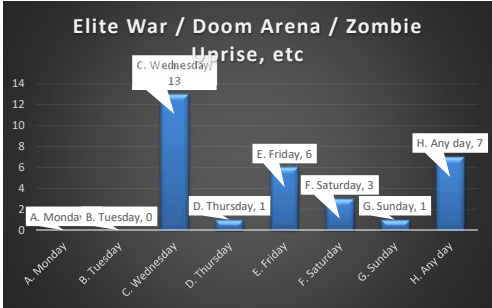 Elite War / Doom Arena / Zombie
Uprise, etc
C. Wednesday,
13
14
12
10
8
6
4
2
0
A. Monday
B. Tuesday, 0
D. Thursday, 1
E. Friday, 6
F. Saturday, 3
G. Sunday, 1
H. Any day, 7
A. Monday
B. Tuesday
C. Wednesday
D. Thursday
E. Friday
F. Saturday
G. Sunday
H. Any day